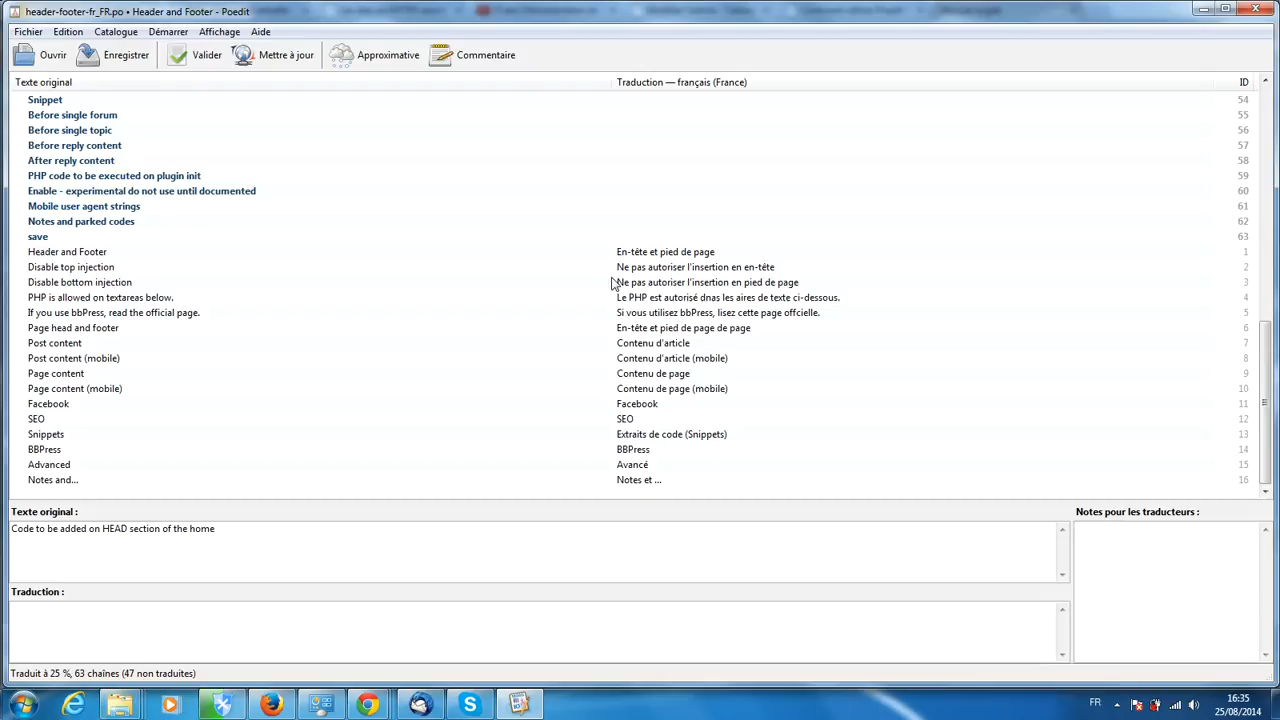 header-footer-fr_FR.po • Header and Footer - Poedit
Fichier Edition Catalogue Démarrer Affichage Aide
Ouvrir Enregistrer Valider Mettre à jour Approximative Commentaire
Texte original Traduction — français (France) ID
Snippet 54
Before single forum 55
Before single topic 56
Before reply content 57
After reply content 58
PHP code to be executed on plugin init 59
Enable - experimental do not use until documented 60
Mobile user agent strings 61
Notes and parked codes 62
save 63
Header and Footer En-tête et pied de page 1
Disable top injection Ne pas autoriser l'insertion en en-tête 2
Disable bottom injection Ne pas autoriser l'insertion en pied de page 3
PHP is allowed on textareas below. Le PHP est autorisé dnas les aires de texte ci-dessous. 4
If you use bbPress, read the official page. Si vous utilisez bbPress, lisez cette page offcielle. 5
Page head and footer En-tête et pied de page de page 6
Post content Contenu d'article 7
Post content (mobile) Contenu d'article (mobile) 8
Page content Contenu de page 9
Page content (mobile) Contenu de page (mobile) 10
Facebook Facebook 11
SEO SEO 12
Snippets Extraits de code (Snippets) 13
BBPress BBPress 14
Advanced Avancé 15
Notes and... Notes et ... 16
Texte original : Notes pour les traducteurs :
Code to be added on HEAD section of the home
Traduction :
Traduit à 25 %, 63 chaînes (47 non traduites)
FR 16:35
25/08/2014